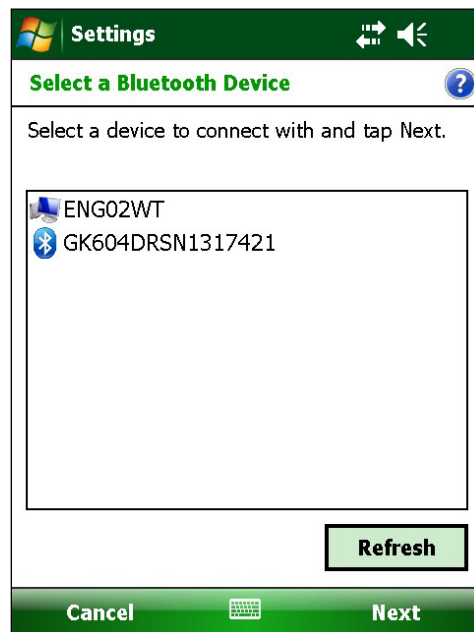 Settings
Select a Bluetooth Device
?
Select a device to connect with and tap Next.
ENG02WT
GK604DRSN1317421
Refresh
Cancel
Next